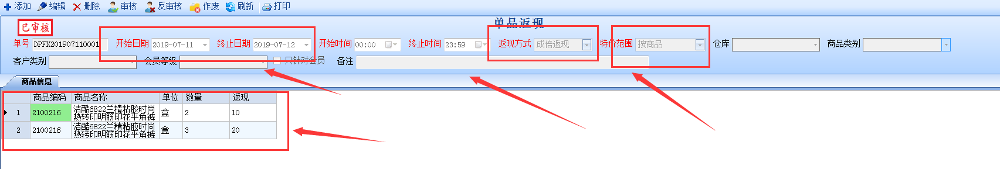 添加 编辑 删除 审核 反审核 作废 刷新 打印
单品返现
已审核
单号 DPFX201907110001 开始日期 2019-07-11 终止日期 2019-07-12 开始时间 00:00 终止时间 23:59 返现方式 成倍返现 特价范围 按商品 仓库 商品类别
客户类别 会员等级 只针对会员 备注
商品信息
商品编码 商品名称 单位 数量 返现
1 2100216 洁酷6822兰精粘胶时尚 盒 2 10
热转印明筋印花平角裤
2 2100216 洁酷6822兰精粘胶时尚 盒 3 20
热转印明筋印花平角裤